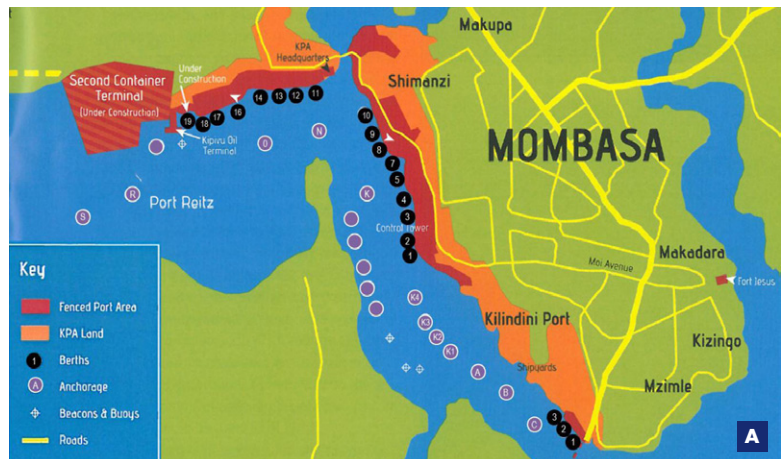 Makupa
KPA
Headquarters
Under
Construction
Second Container
Terminal
(Under Construction)
Shimanzi
14
13
12
11
16
17
18
19
10
9
8
7
5
4
3
2
1
Kipivu Oil
Terminal
O
N
MOMBASA
R
S
Port Reitz
K
Control Tower
Moi Avenue
Makadara
Fort Jesus
K4
K3
K2
K1
A
B
C
Kilindini Port
Shipyards
Kizingo
Mzimle
3
2
1
Key
Fenced Port Area
KPA Land
1
Berths
A
Anchorage
Beacons & Buoys
Roads
A